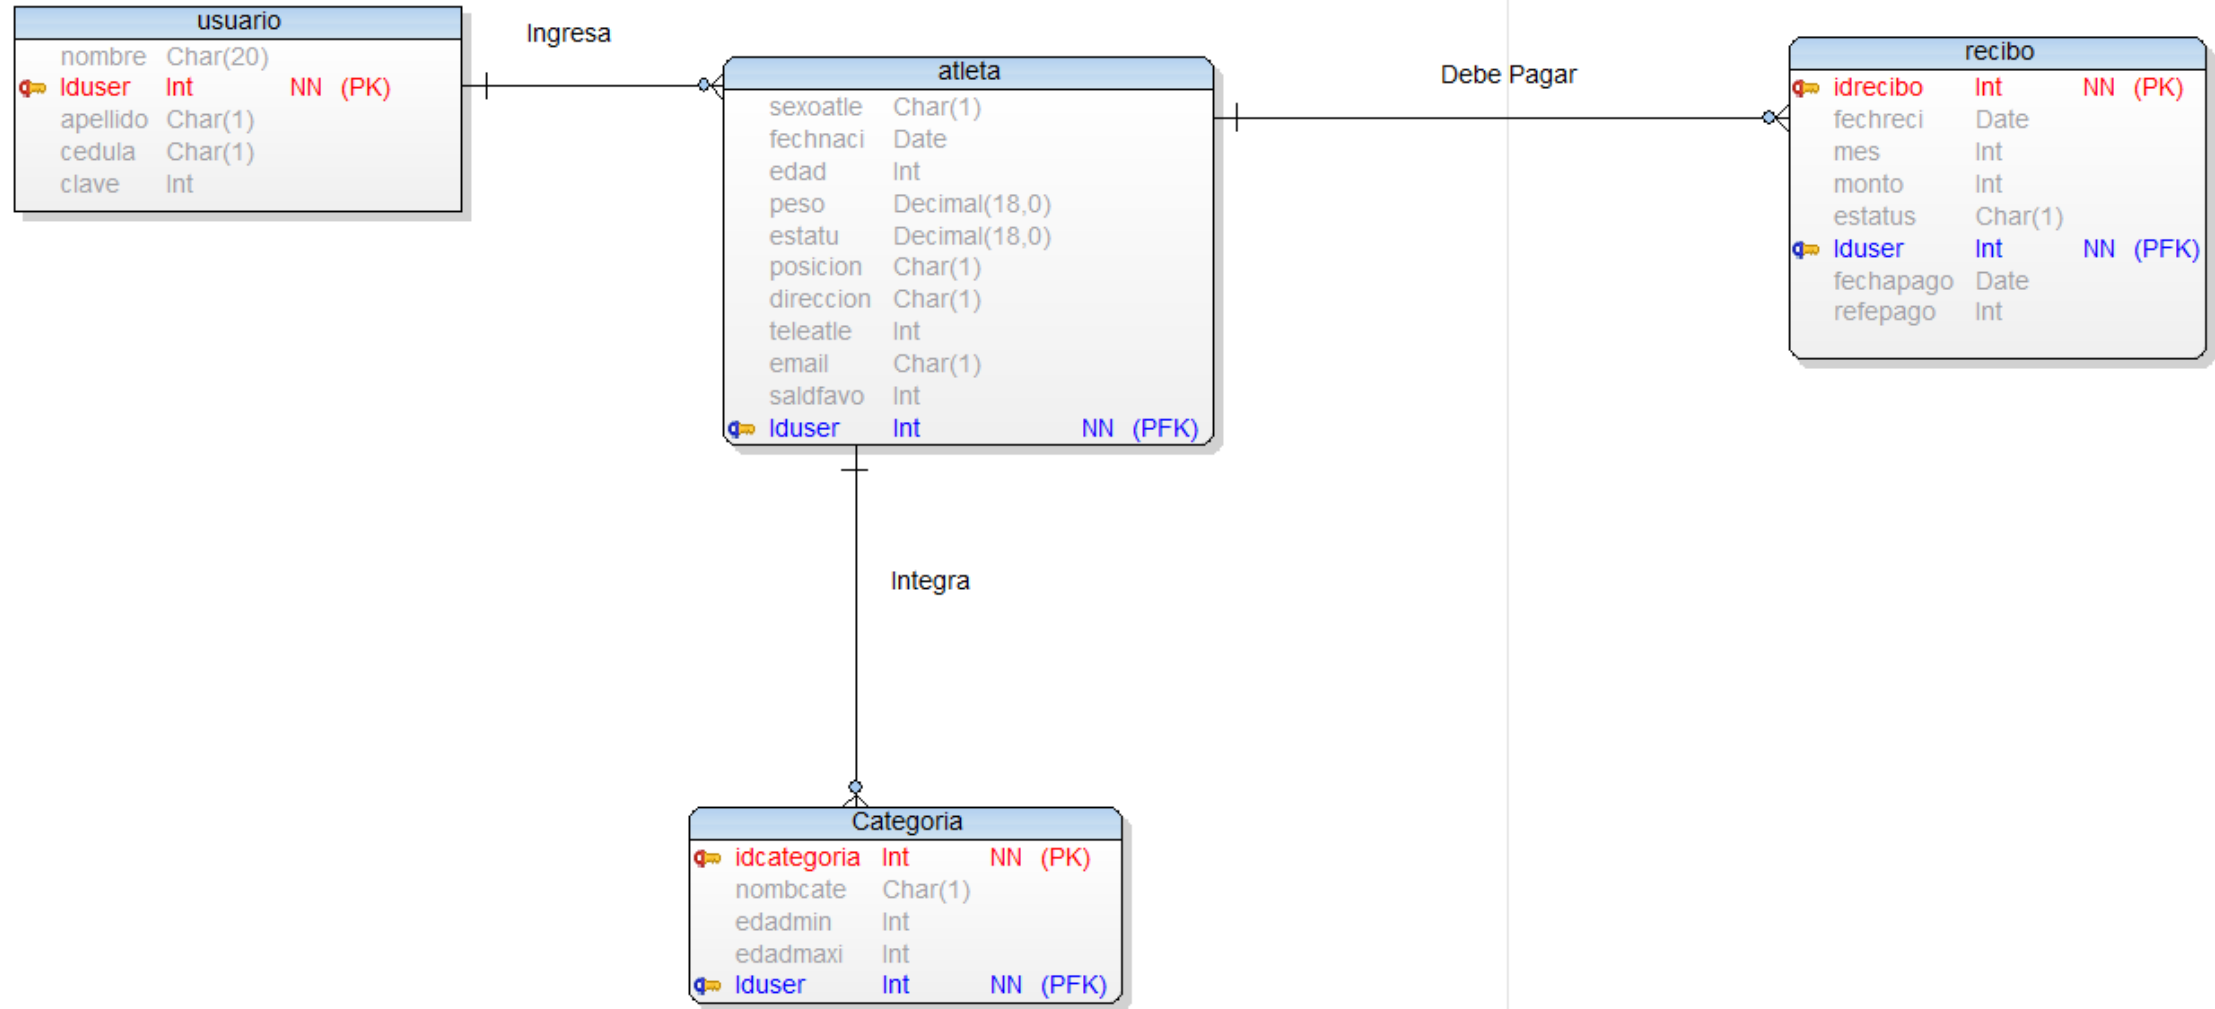 usuario
nombre Char(20)
Iduser Int NN (PK)
apellido Char(1)
cedula Char(1)
clave Int
Ingresa
atleta
sexoatle Char(1)
fechnaci Date
edad Int
peso Decimal(18,0)
estatu Decimal(18,0)
posicion Char(1)
direccion Char(1)
teleatle Int
email Char(1)
saldfavo Int
Iduser Int NN (PFK)
Debe Pagar
recibo
idrecibo Int NN (PK)
fechreci Date
mes Int
monto Int
estatus Char(1)
Iduser Int NN (PFK)
fechapago Date
refepago Int
Integra
Categoria
idcategoria Int NN (PK)
nombcate Char(1)
edadmin Int
edadmaxi Int
Iduser Int NN (PFK)